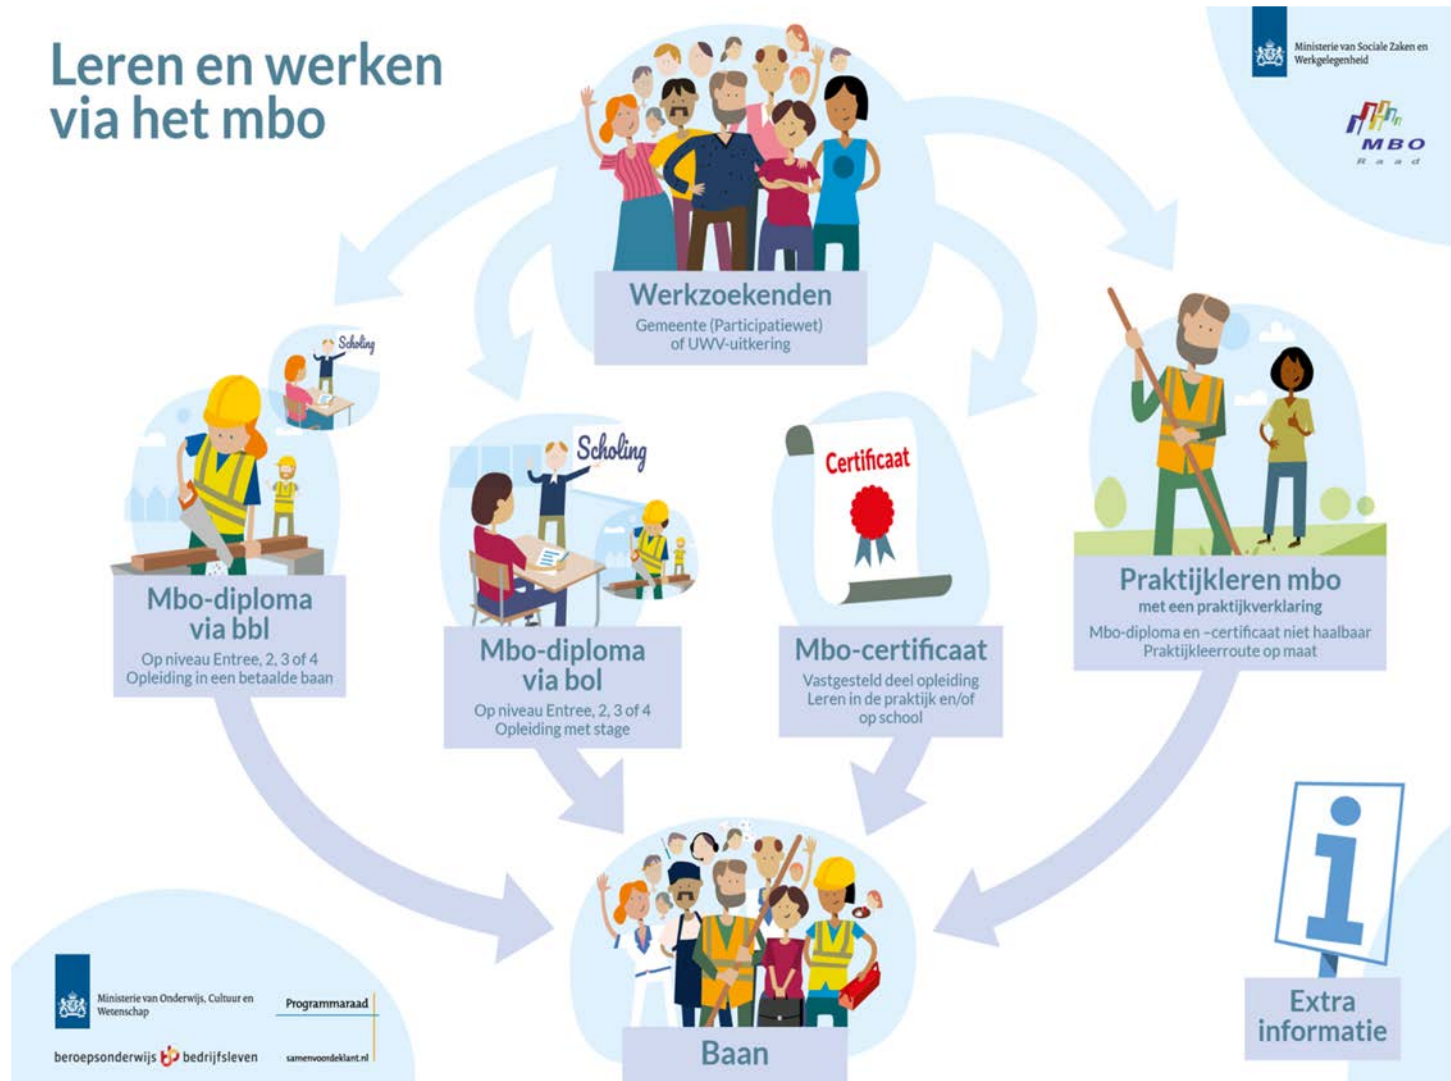 Leren en werken
via het mbo
Ministerie van Sociale Zaken en
Werkgelegenheid
MBO
Raad
Werkzoekenden
Gemeente (Participatiewet)
of UWV-uitkering
Scholing
Mbo-diploma
via bbl
Op niveau Entree, 2, 3 of 4
Opleiding in een betaalde baan
Scholing
Mbo-diploma
via bol
Op niveau Entree, 2, 3 of 4
Opleiding met stage
Certificaat
Mbo-certificaat
Vastgesteld deel opleiding
Leren in de praktijk en/of
op school
Praktijkleren mbo
met een praktijkverklaring
Mbo-diploma en –certificaat niet haalbaar
Praktijkleerroute op maat
Baan
i
Extra
informatie
Ministerie van Onderwijs, Cultuur en
Wetenschap
Programmaraad
beroepsonderwijs bedrijfsleven
samenvoordeklant.nl